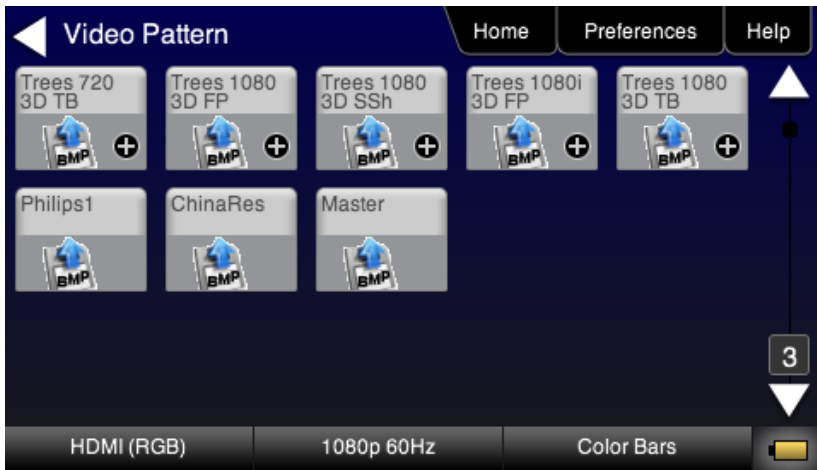 Video Pattern
Home
Preferences
Help
Trees 720
3D TB
BMP
Trees 1080
3D FP
BMP
Trees 1080
3D SSh
BMP
Trees 1080i
3D FP
BMP
Trees 1080
3D TB
BMP
Philips1
BMP
ChinaRes
BMP
Master
BMP
3
HDMI (RGB)
1080p 60Hz
Color Bars